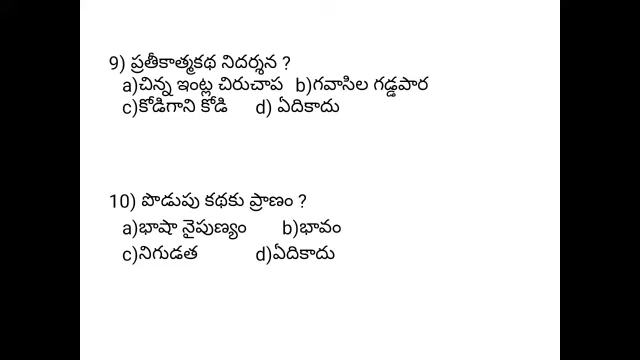 9) ప్రతీకాత్మకథ నిదర్శన ?
a)చిన్న ఇంట్ల చిరుచాప b)గవాసిల గడ్డపార
c)కోడిగాని కోడి d) ఏదికాదు
10) పొడుపు కథకు ప్రాణం ?
a)భాషా నైపుణ్యం b)భావం
c)నిగుడత d)ఏదికాదు